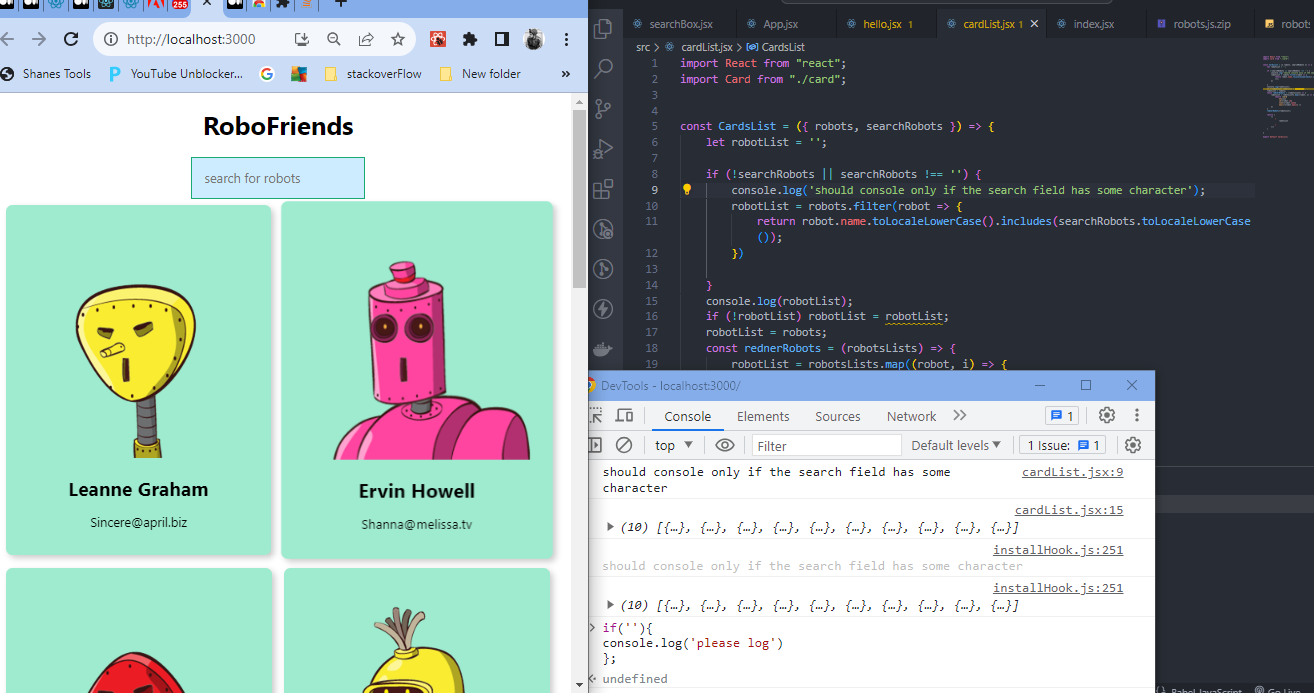 255
http://localhost:3000
Shanes Tools
YouTube Unblocker...
stackoverFlow
New folder
»
RoboFriends
search for robots
Leanne Graham
Sincere@april.biz
Ervin Howell
Shanna@melissa.tv
searchBox.jsx
App.jsx
hello.jsx 1
cardList.jsx 1
index.jsx
robots.js.zip
robot
src > cardList.jsx > CardsList
1 import React from "react";
2 import Card from "./card";
3
4
5 const CardsList = ({ robots, searchRobots }) => {
6 let robotList = '';
7
8 if (!searchRobots || searchRobots !== '') {
9 console.log('should console only if the search field has some character');
10 robotList = robots.filter(robot => {
11 return robot.name.toLocaleLowerCase().includes(searchRobots.toLocaleLowerCase
());
12 })
13
14 }
15 console.log(robotList);
16 if (!robotList) robotList = robotList;
17 robotList = robots;
18 const rednerRobots = (robotsLists) => {
19 robotList = robotsLists.map((robot, i) => {
DevTools - localhost:3000/
Console
Elements
Sources
Network
1
top
Filter
Default levels
1 Issue:
1
should console only if the search field has some
character
cardList.jsx:9
cardList.jsx:15
(10) [{…}, {…}, {…}, {…}, {…}, {…}, {…}, {…}, {…}, {…}]
installHook.js:251
should console only if the search field has some character
installHook.js:251
(10) [{…}, {…}, {…}, {…}, {…}, {…}, {…}, {…}, {…}, {…}]
if(''){
console.log('please log')
};
undefined
Babel JavaScript
Go Live